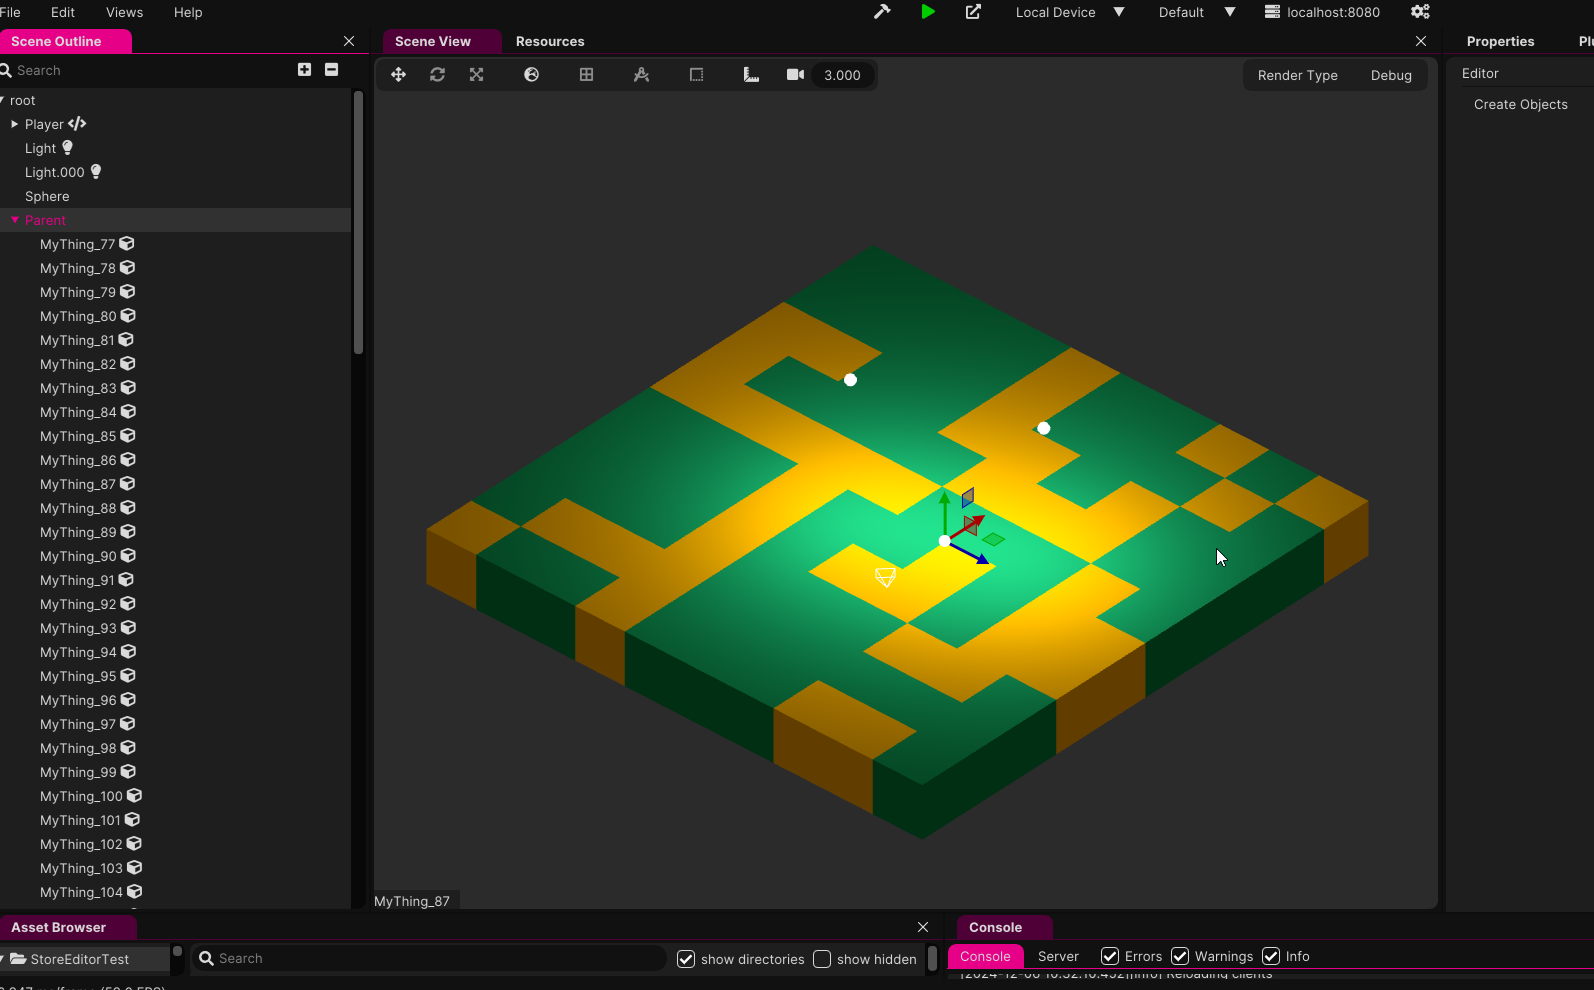 File Edit Views Help Local Device Default localhost:8080
Scene Outline Scene View Resources Properties
Search 3.000 Render Type Debug Editor
root
Create Objects
Player
Light
Light.000
Sphere
Parent
MyThing_77
MyThing_78
MyThing_79
MyThing_80
MyThing_81
MyThing_82
MyThing_83
MyThing_84
MyThing_85
MyThing_86
MyThing_87
MyThing_88
MyThing_89
MyThing_90
MyThing_91
MyThing_92
MyThing_93
MyThing_94
MyThing_95
MyThing_96
MyThing_97
MyThing_98
MyThing_99
MyThing_100
MyThing_101
MyThing_102
MyThing_103
MyThing_104
MyThing_87
Asset Browser Console
StoreEditorTest Search show directories show hidden Console Server Errors Warnings Info
Reloading clients